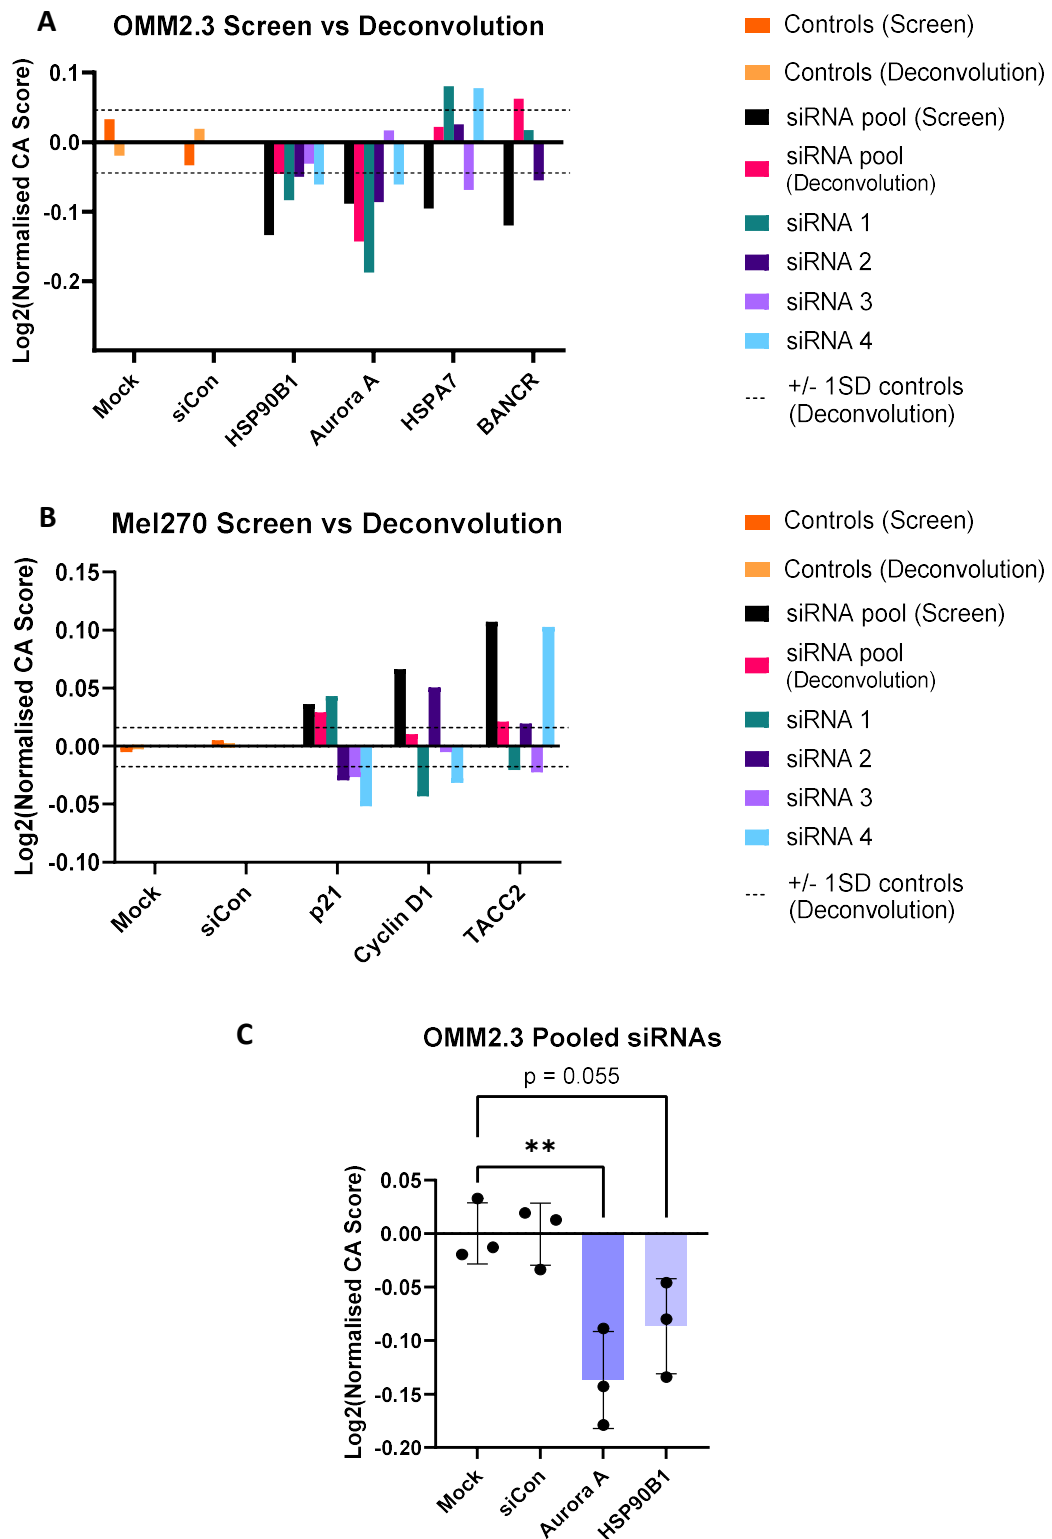 A
OMM2.3 Screen vs Deconvolution
Log2(Normalised CA Score)
0.1
0.0
-0.1
-0.2
Mock
siCon
HSP90B1
Aurora A
HSPA7
BANCR
Controls (Screen)
Controls (Deconvolution)
siRNA pool (Screen)
siRNA pool
(Deconvolution)
siRNA 1
siRNA 2
siRNA 3
siRNA 4
+/- 1SD controls
(Deconvolution)
B
Mel270 Screen vs Deconvolution
Log2(Normalised CA Score)
0.15
0.10
0.05
0.00
-0.05
-0.10
Mock
siCon
p21
Cyclin D1
TACC2
Controls (Screen)
Controls (Deconvolution)
siRNA pool (Screen)
siRNA pool
(Deconvolution)
siRNA 1
siRNA 2
siRNA 3
siRNA 4
+/- 1SD controls
(Deconvolution)
C
OMM2.3 Pooled siRNAs
p = 0.055
**
Log2(Normalised CA Score)
0.05
0.00
-0.05
-0.10
-0.15
-0.20
Mock
siCon
Aurora A
HSP90B1